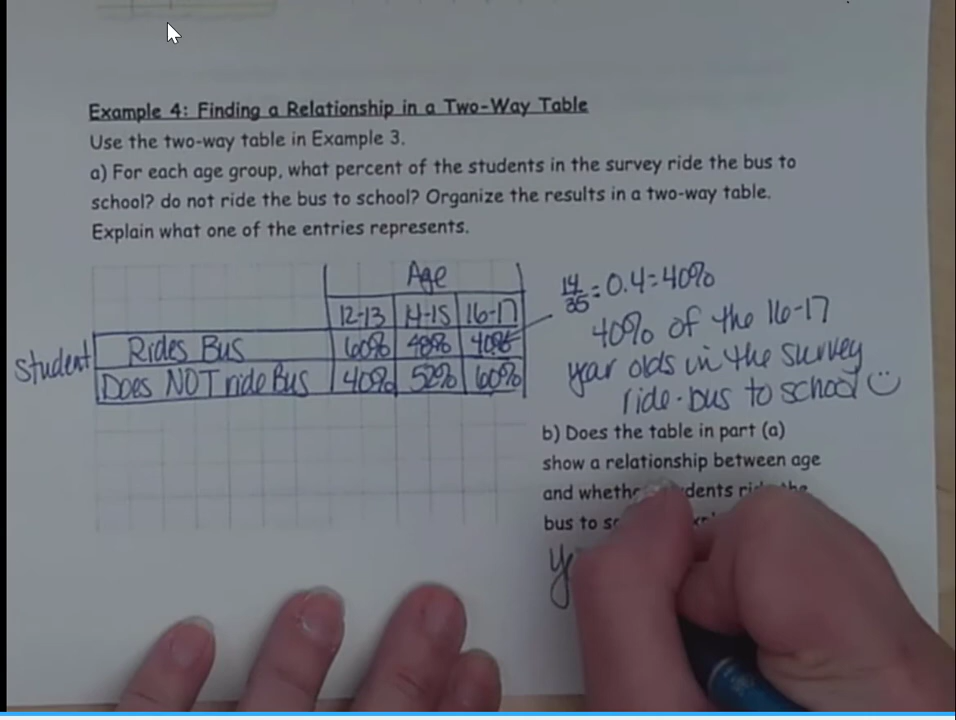 Example 4: Finding a Relationship in a Two-Way Table
Use the two-way table in Example 3.
a) For each age group, what percent of the students in the survey ride the bus to
school? do not ride the bus to school? Organize the results in a two-way table.
Explain what one of the entries represents.
Age
12-13 14-15 16-17
Student
Rides Bus 60% 48% 40%
Does NOT ride Bus 40% 52% 60%
14/35 = 0.4 = 40%
40% of the 16-17
year olds in the survey
ride bus to school
b) Does the table in part (a)
show a relationship between age
and the
bus to
y